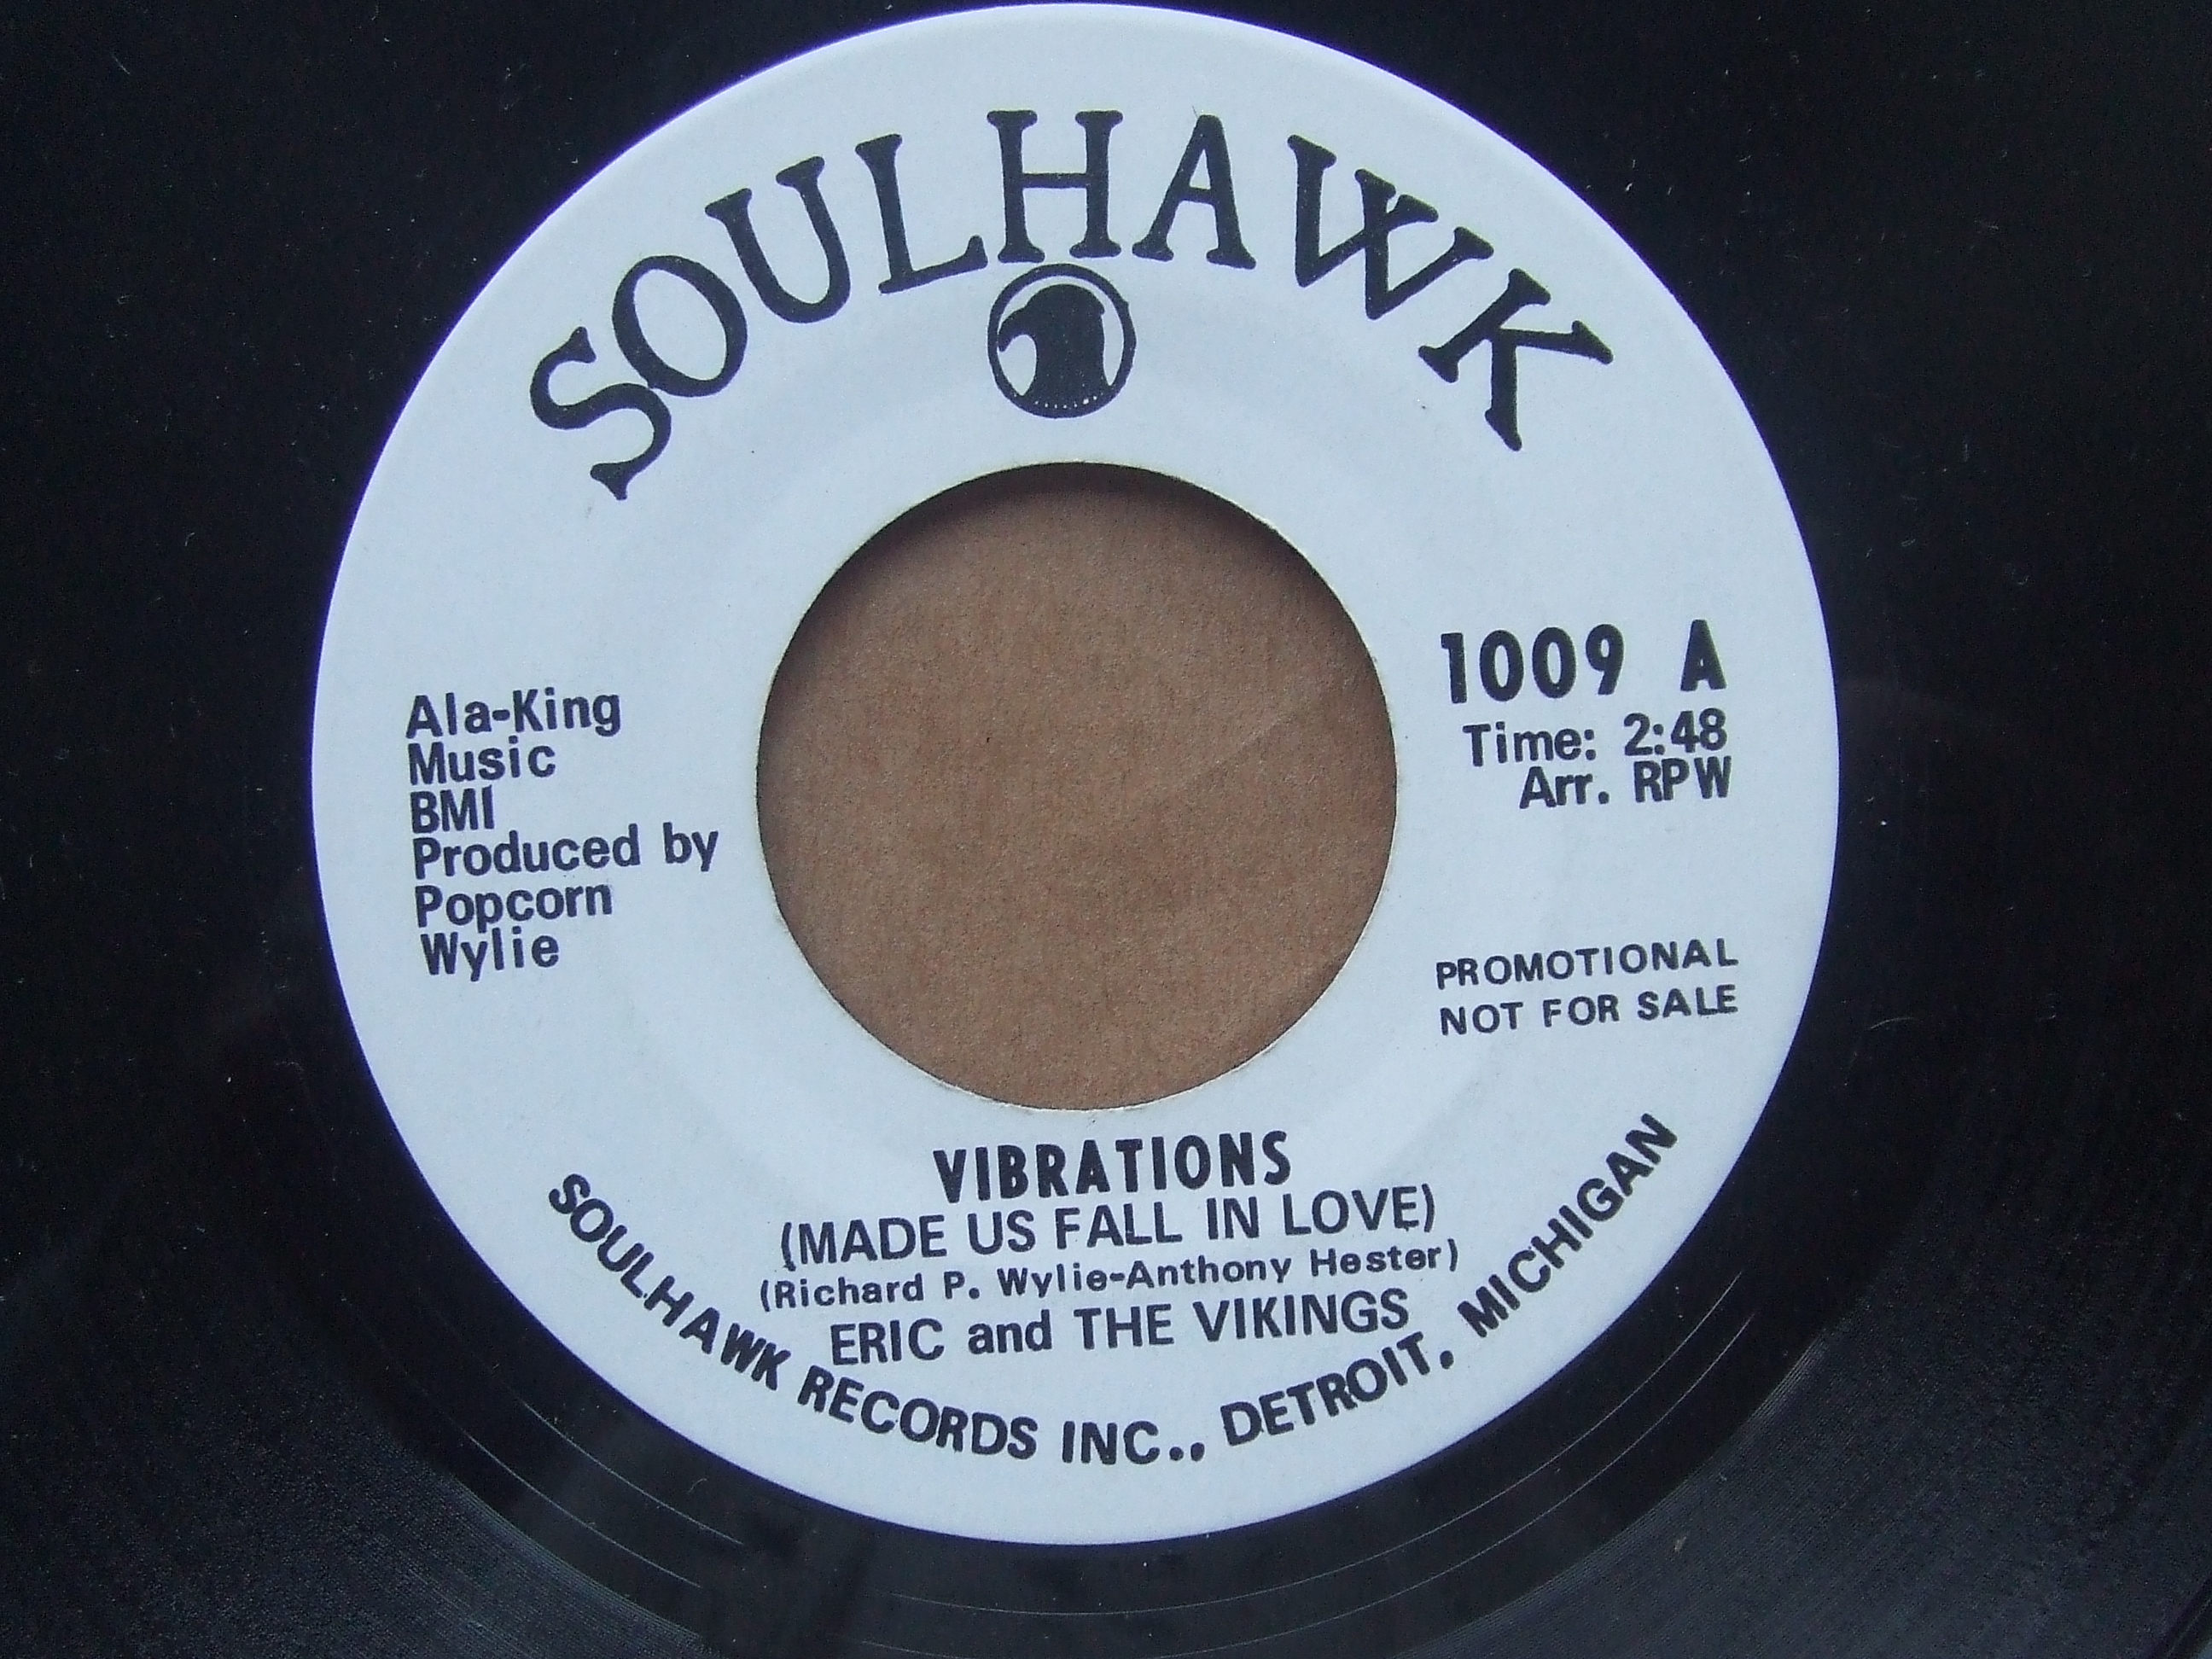 SOULHAWK
Ala-King
Music
BMI
Produced by
Popcorn
Wylie
1009 A
Time: 2:48
Arr. RPW
PROMOTIONAL
NOT FOR SALE
VIBRATIONS
(MADE US FALL IN LOVE)
(Richard P. Wylie-Anthony Hester)
ERIC and THE VIKINGS
SOULHAWK RECORDS INC., DETROIT, MICHIGAN